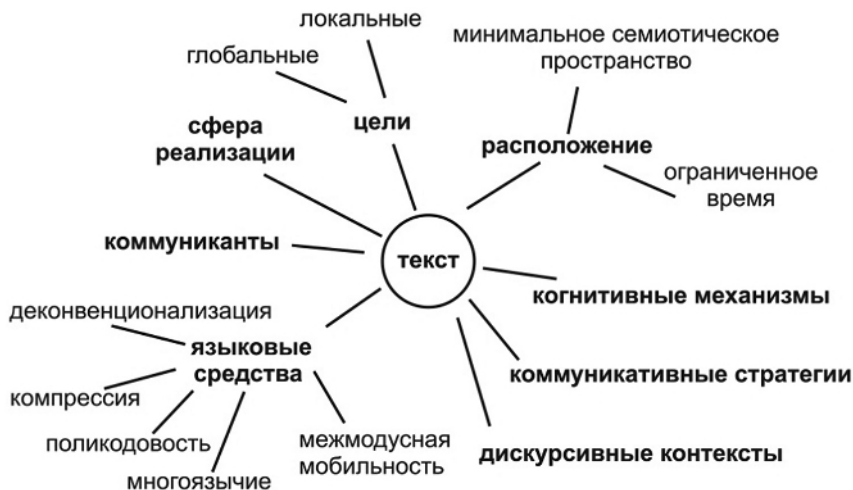 локальные
глобальные
цели
минимальное семиотическое
пространство
сфера
реализации
расположение
ограниченное
время
коммуниканты
текст
когнитивные механизмы
деконвенционализация
языковые
средства
компрессия
поликодовость
многоязычие
межмодусная
мобильность
коммуникативные стратегии
дискурсивные контексты